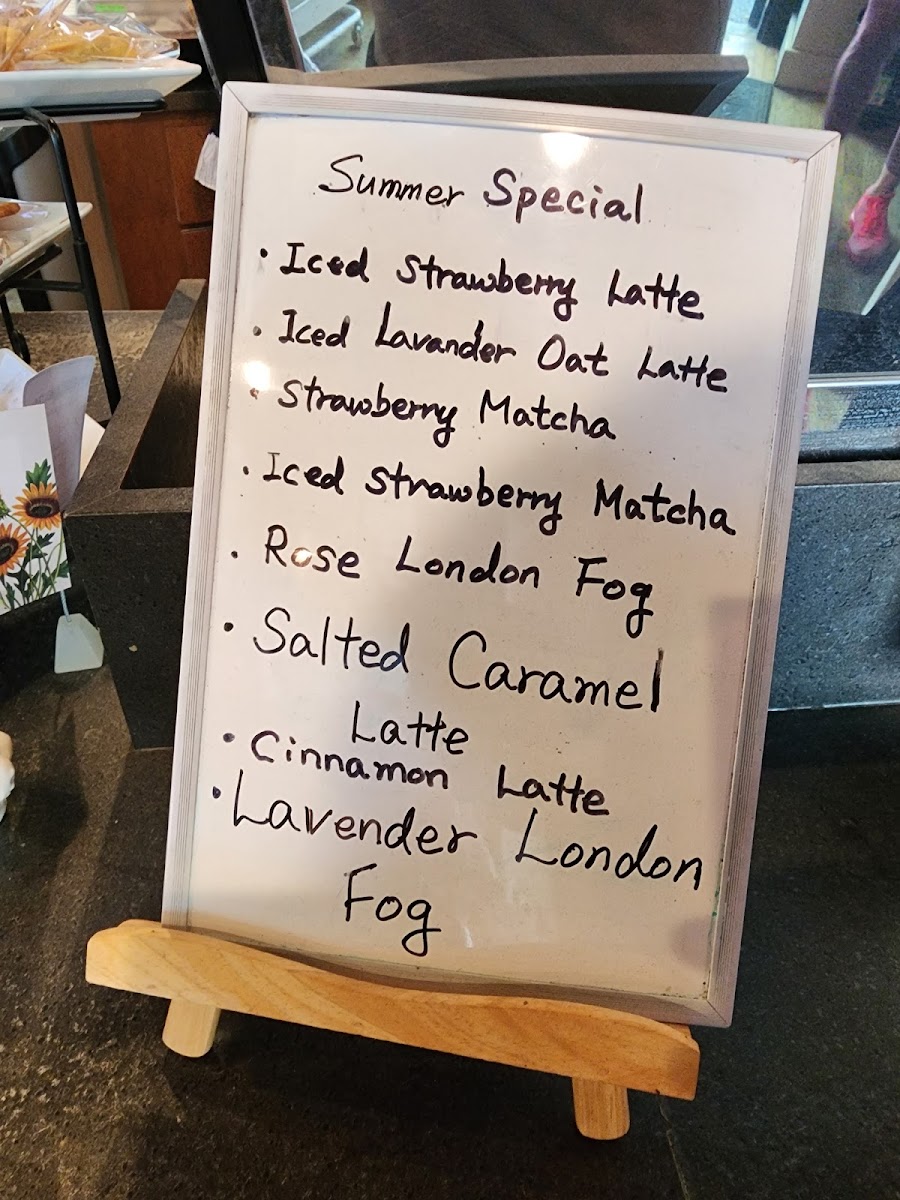 Summer Special
• Iced Strawberry Latte
• Iced Lavander Oat Latte
• Strawberry Matcha
• Iced Strawberry Matcha
• Rose London Fog
• Salted Caramel
Latte
• Cinnamon Latte
• Lavender London
Fog